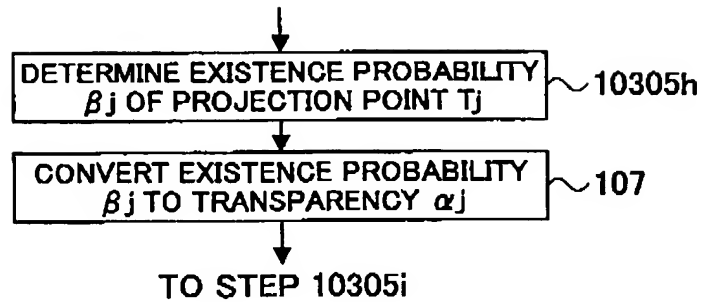 DETERMINE EXISTENCE PROBABILITY
βj OF PROJECTION POINT Tj
10305h
CONVERT EXISTENCE PROBABILITY
βj TO TRANSPARENCY αj
107
TO STEP 10305i